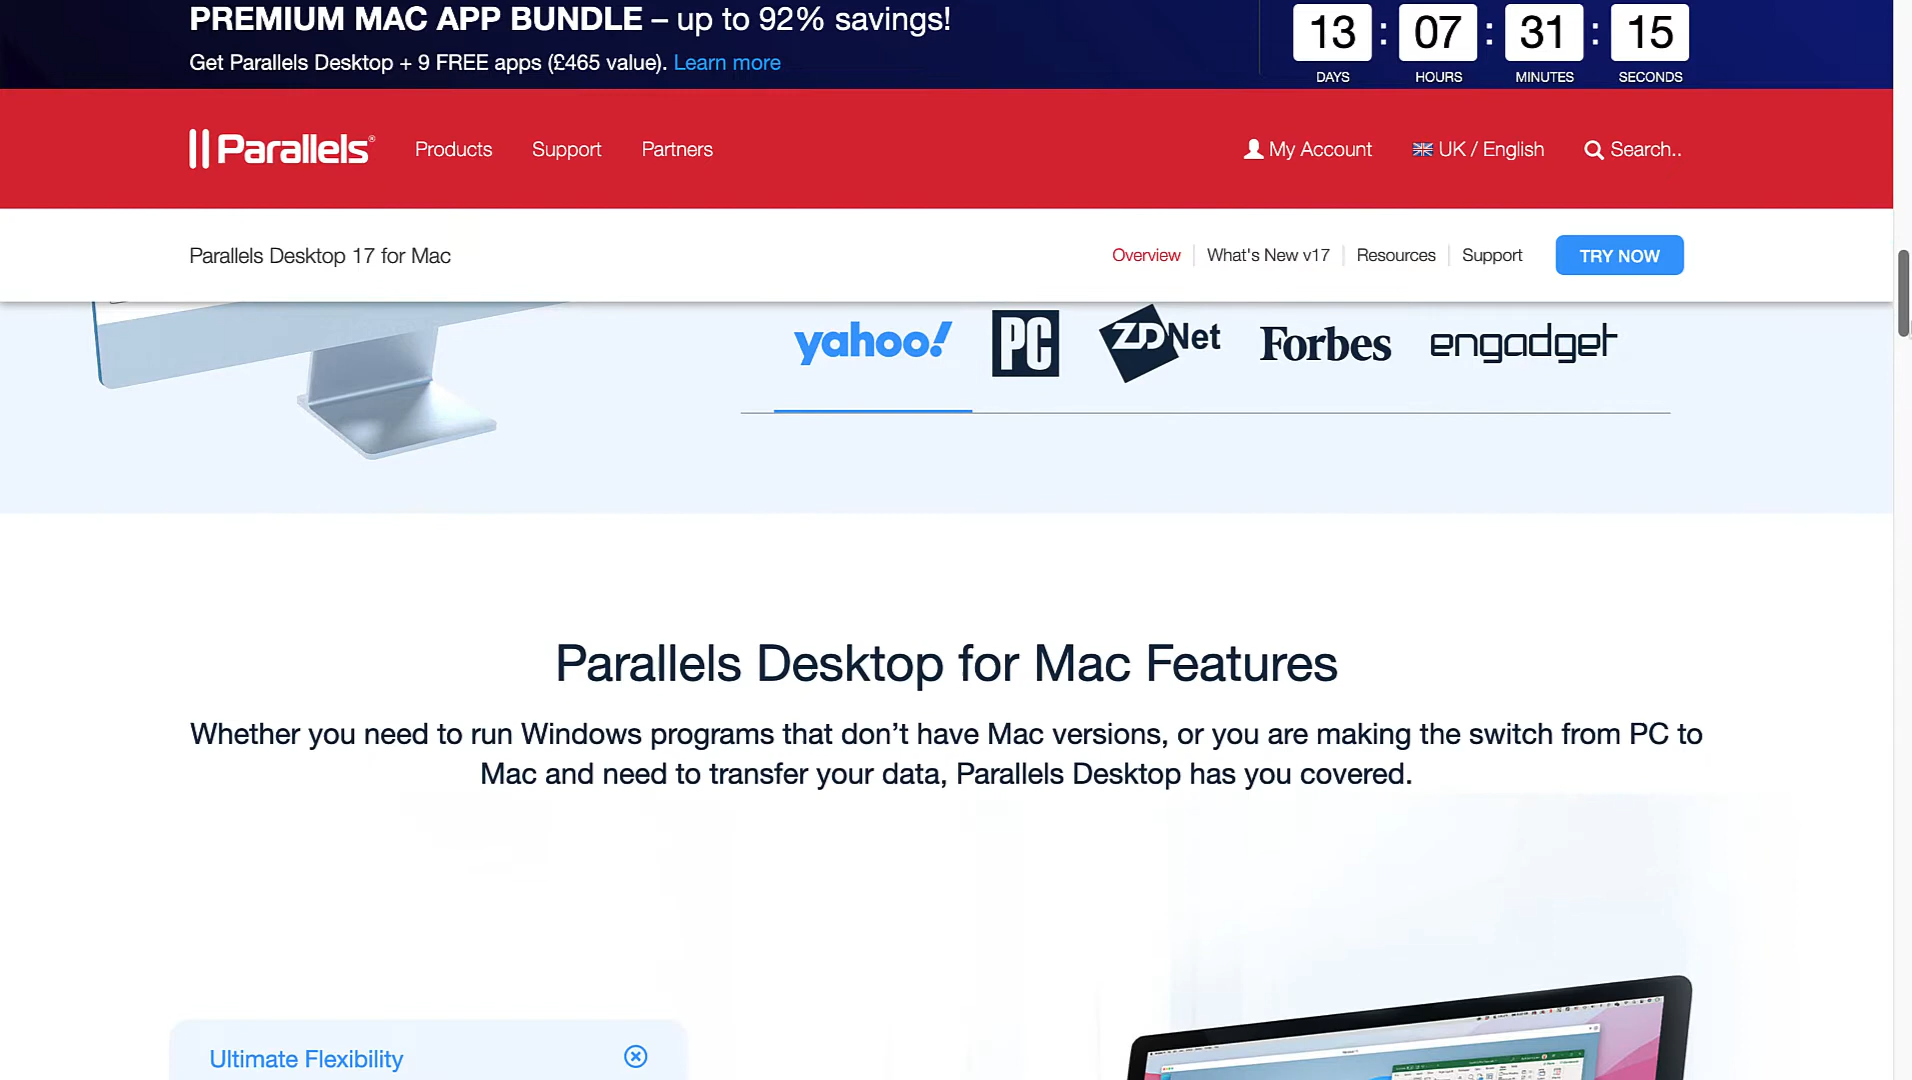 PREMIUM MAC APP BUNDLE – up to 92% savings!
Get Parallels Desktop + 9 FREE apps (£465 value). Learn more
13 : 07 : 31 : 15
DAYS HOURS MINUTES SECONDS
Parallels®
Products
Support
Partners
My Account
UK / English
Search..
Parallels Desktop 17 for Mac
Overview
What's New v17
Resources
Support
TRY NOW
yahoo!
PC
ZDNet
Forbes
engadget
Parallels Desktop for Mac Features
Whether you need to run Windows programs that don’t have Mac versions, or you are making the switch from PC to
Mac and need to transfer your data, Parallels Desktop has you covered.
Ultimate Flexibility